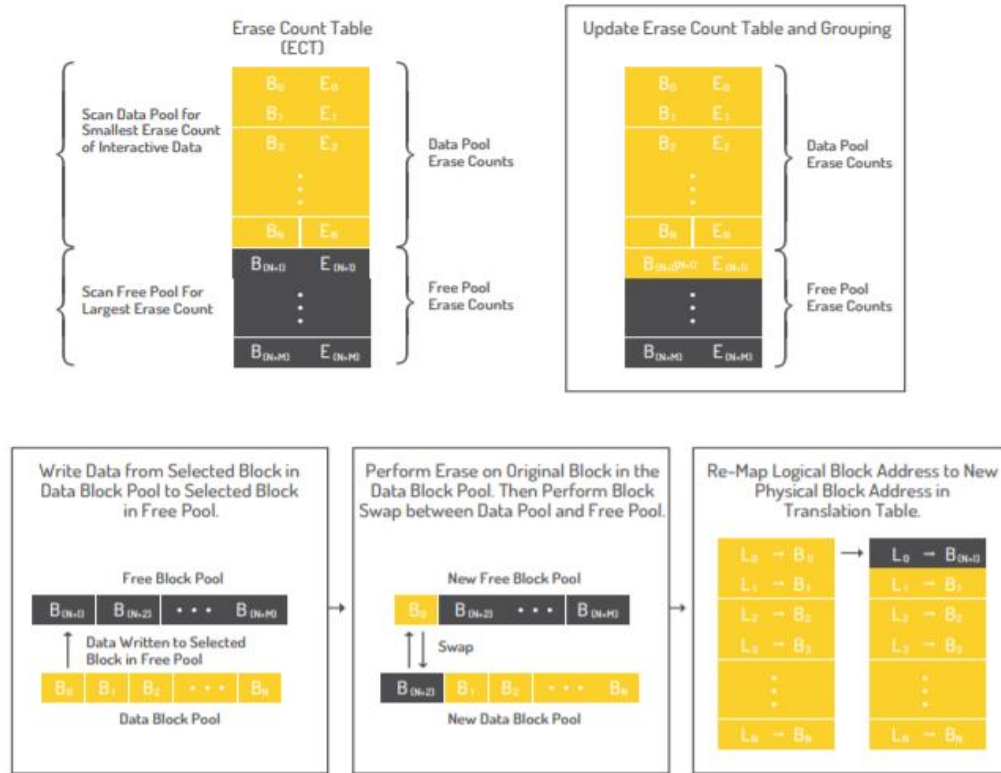 Erase Count Table
(ECT)
Scan Data Pool for
Smallest Erase Count
of Interactive Data
Scan Free Pool For
Largest Erase Count
B₀ E₀
B₁ E₁
B₂ E₂
Bₙ Eₙ
B(N+1) E(N+1)
B(N+M) E(N+M)
Data Pool
Erase Counts
Free Pool
Erase Counts
Update Erase Count Table and Grouping
B₀ E₀
B₁ E₁
B₂ E₂
Bₙ Eₙ
B(N+1)(N+1) E(N+1)
B(N+M) E(N+M)
Data Pool
Erase Counts
Free Pool
Erase Counts
Write Data from Selected Block in
Data Block Pool to Selected Block
in Free Pool.
Free Block Pool
B(N+1) B(N+2) • • • B(N+M)
Data Written to Selected
Block in Free Pool
B₀ B₁ B₂ • • • Bₙ
Data Block Pool
Perform Erase on Original Block in the
Data Block Pool. Then Perform Block
Swap between Data Pool and Free Pool.
New Free Block Pool
B₀ B(N+2) • • • B(N+M)
Swap
B(N+2) B₁ B₂ • • • Bₙ
New Data Block Pool
Re-Map Logical Block Address to New
Physical Block Address in
Translation Table.
L₀ → B₀
L₁ → B₁
L₂ → B₂
L₃ → B₃
Lₙ → Bₙ
L₀ → B(N+1)
L₁ → B₁
L₂ → B₂
L₃ → B₃
Lₙ → Bₙ